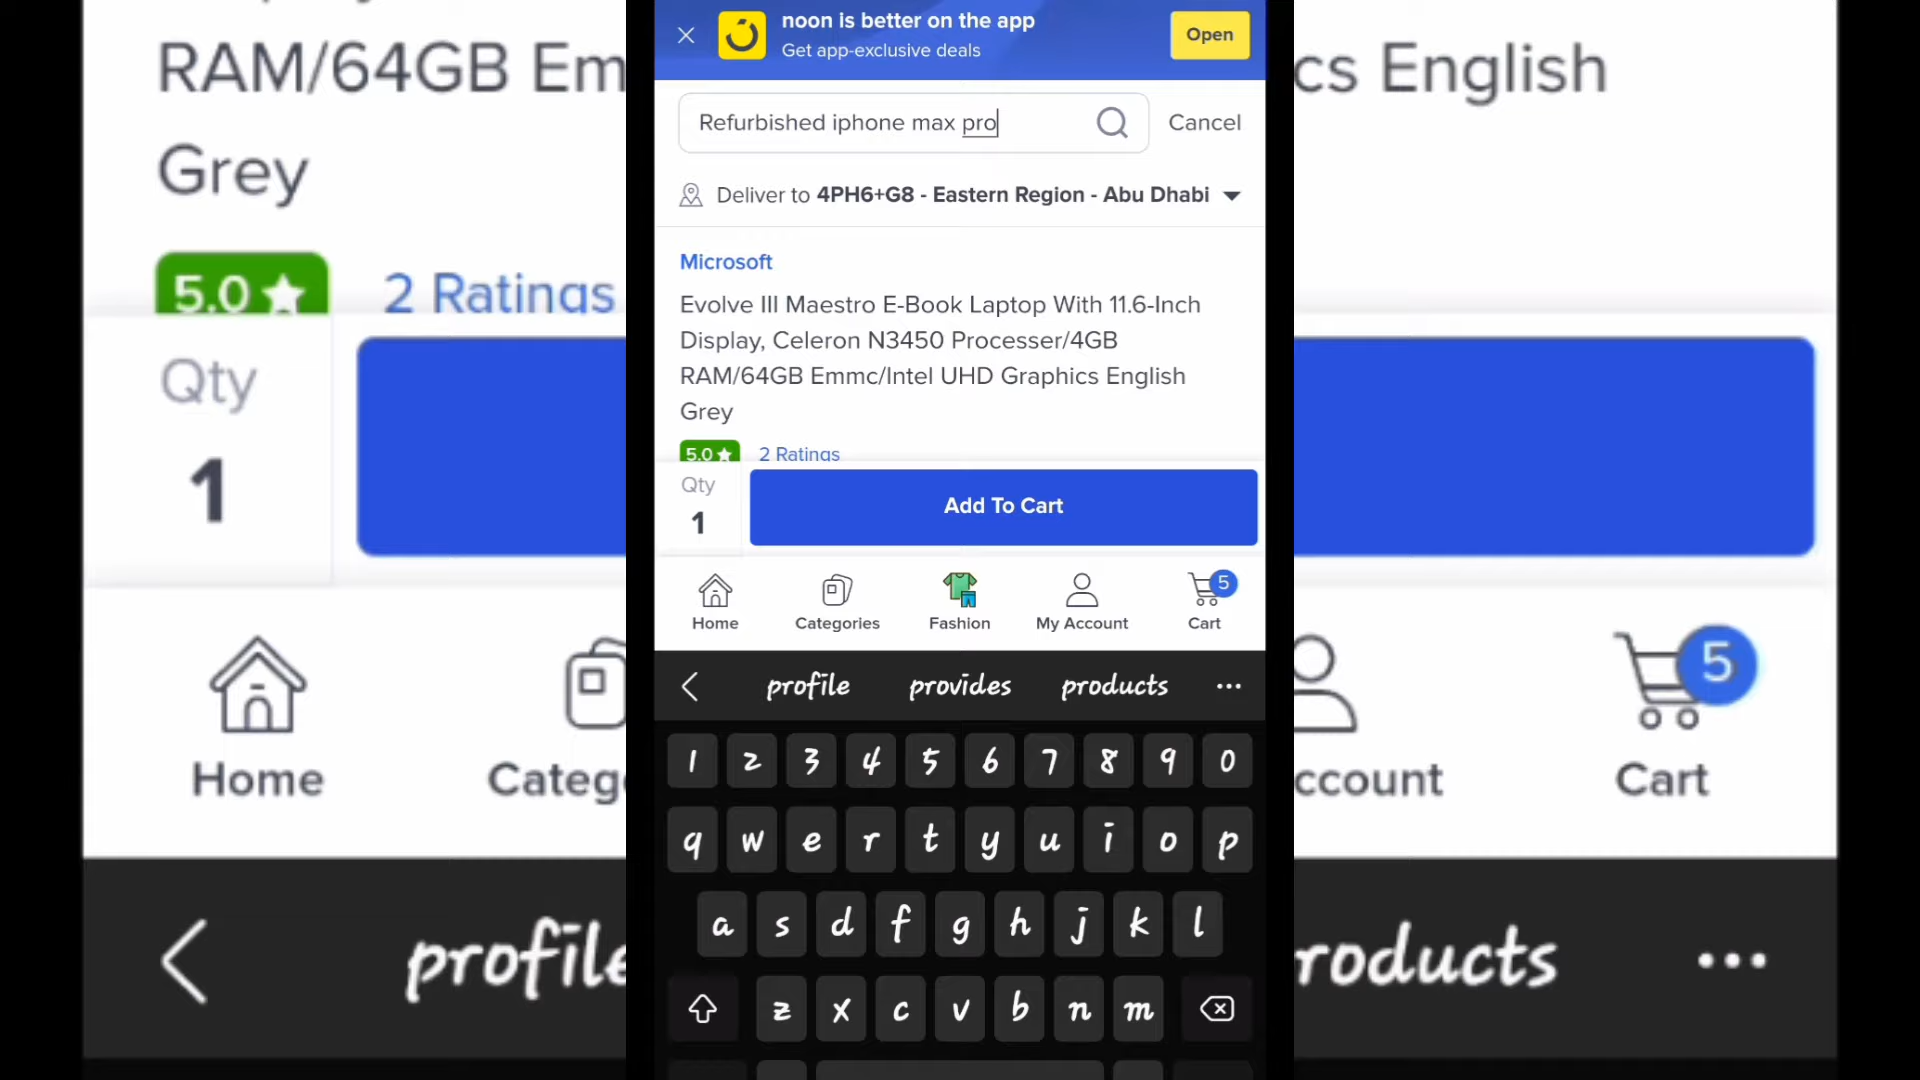 noon is better on the app
Get app-exclusive deals
Open
Refurbished iphone max pro
Cancel
Deliver to 4PH6+G8 - Eastern Region - Abu Dhabi
Microsoft
Evolve III Maestro E-Book Laptop With 11.6-Inch
Display, Celeron N3450 Processer/4GB
RAM/64GB Emmc/Intel UHD Graphics English
Grey
5.0 2 Ratings
Qty
1
Add To Cart
5
Home Categories Fashion My Account Cart
profile provides products ...
1 2 3 4 5 6 7 8 9 0
q w e r t y u i o p
a s d f g h j k l
z x c v b n m
RAM/64GB Em
cs English
Grey
5.0 2 Ratings
Qty
1
5
Home Catego
ccount Cart
profile
roducts ...